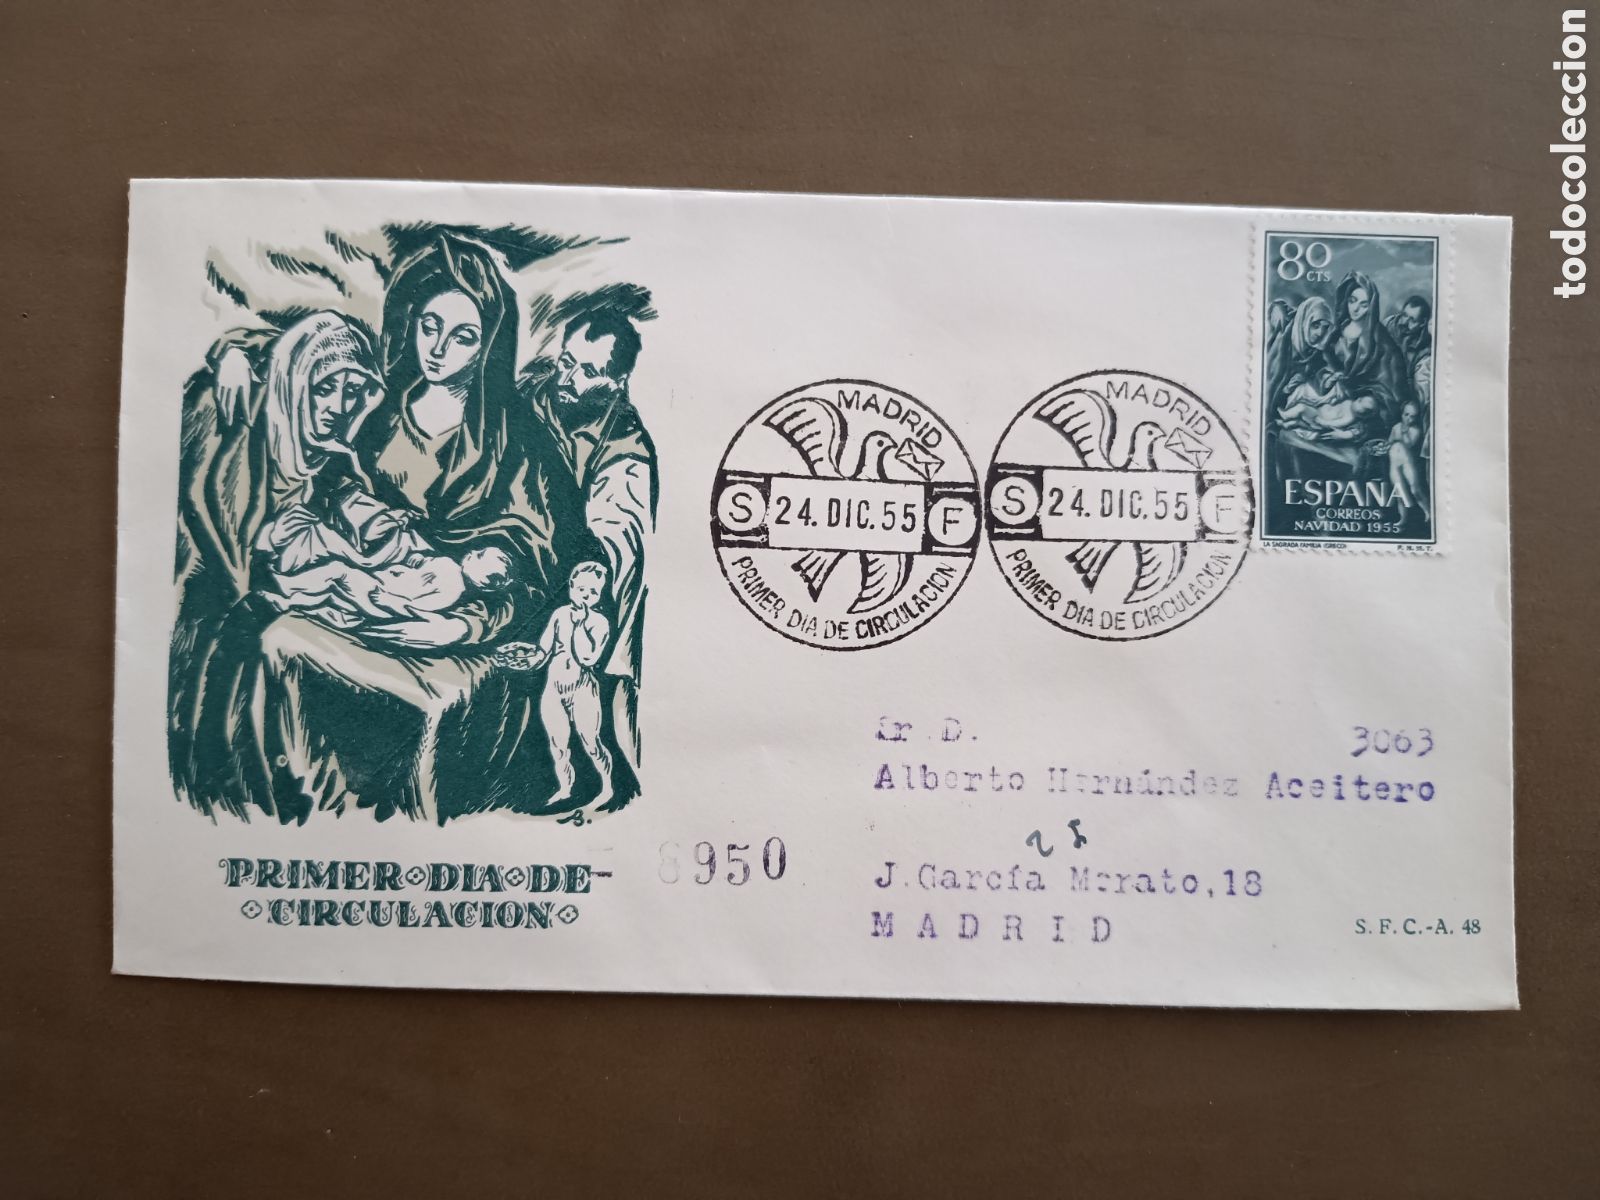 todocoleccion
80
CTS
ESPAÑA
CORREOS
NAVIDAD 1955
LA SAGRADA FAMILIA (GRECO)
F. N. M. T.
MADRID
S 24. DIC. 55 F
PRIMER DIA DE CIRCULACION
MADRID
S 24. DIC. 55 F
PRIMER DIA DE CIRCULACION
Sr. D. 3063
Alberto Hernández Aceitero
25
J. García Morato, 18
MADRID
8950
PRIMER DIA DE
CIRCULACION
S. F. C.-A. 48